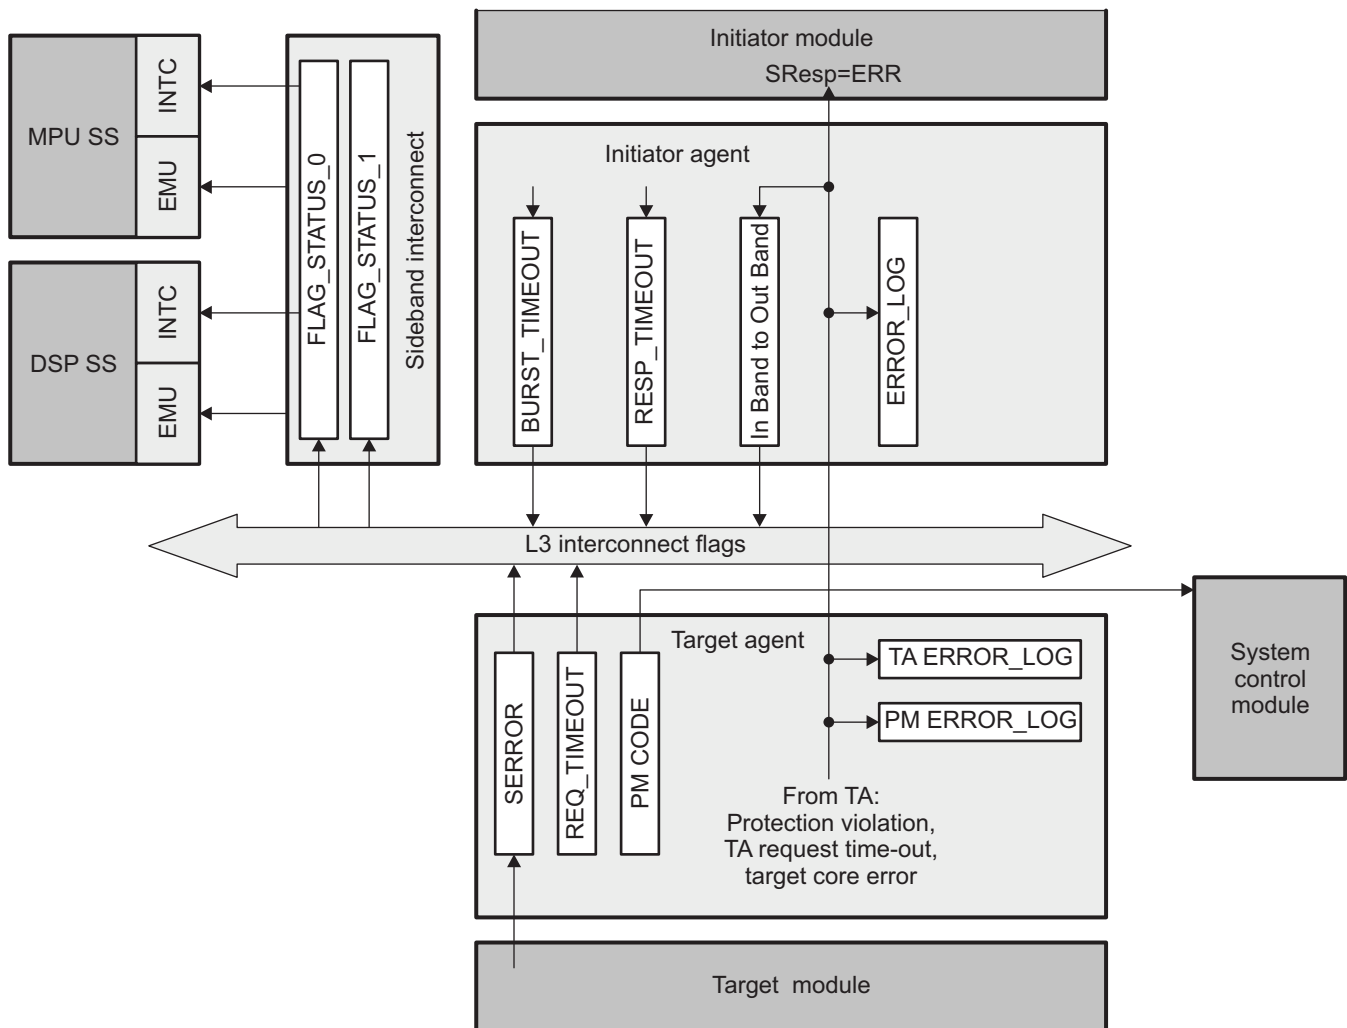 Initiator module
SResp=ERR
MPU SS
INTC
EMU
DSP SS
INTC
EMU
FLAG_STATUS_0
FLAG_STATUS_1
Sideband interconnect
Initiator agent
BURST_TIMEOUT
RESP_TIMEOUT
In Band to Out Band
ERROR_LOG
L3 interconnect flags
Target agent
SERROR
REQ_TIMEOUT
PM CODE
TA ERROR_LOG
PM ERROR_LOG
From TA:
Protection violation,
TA request time-out,
target core error
System
control
module
Target module